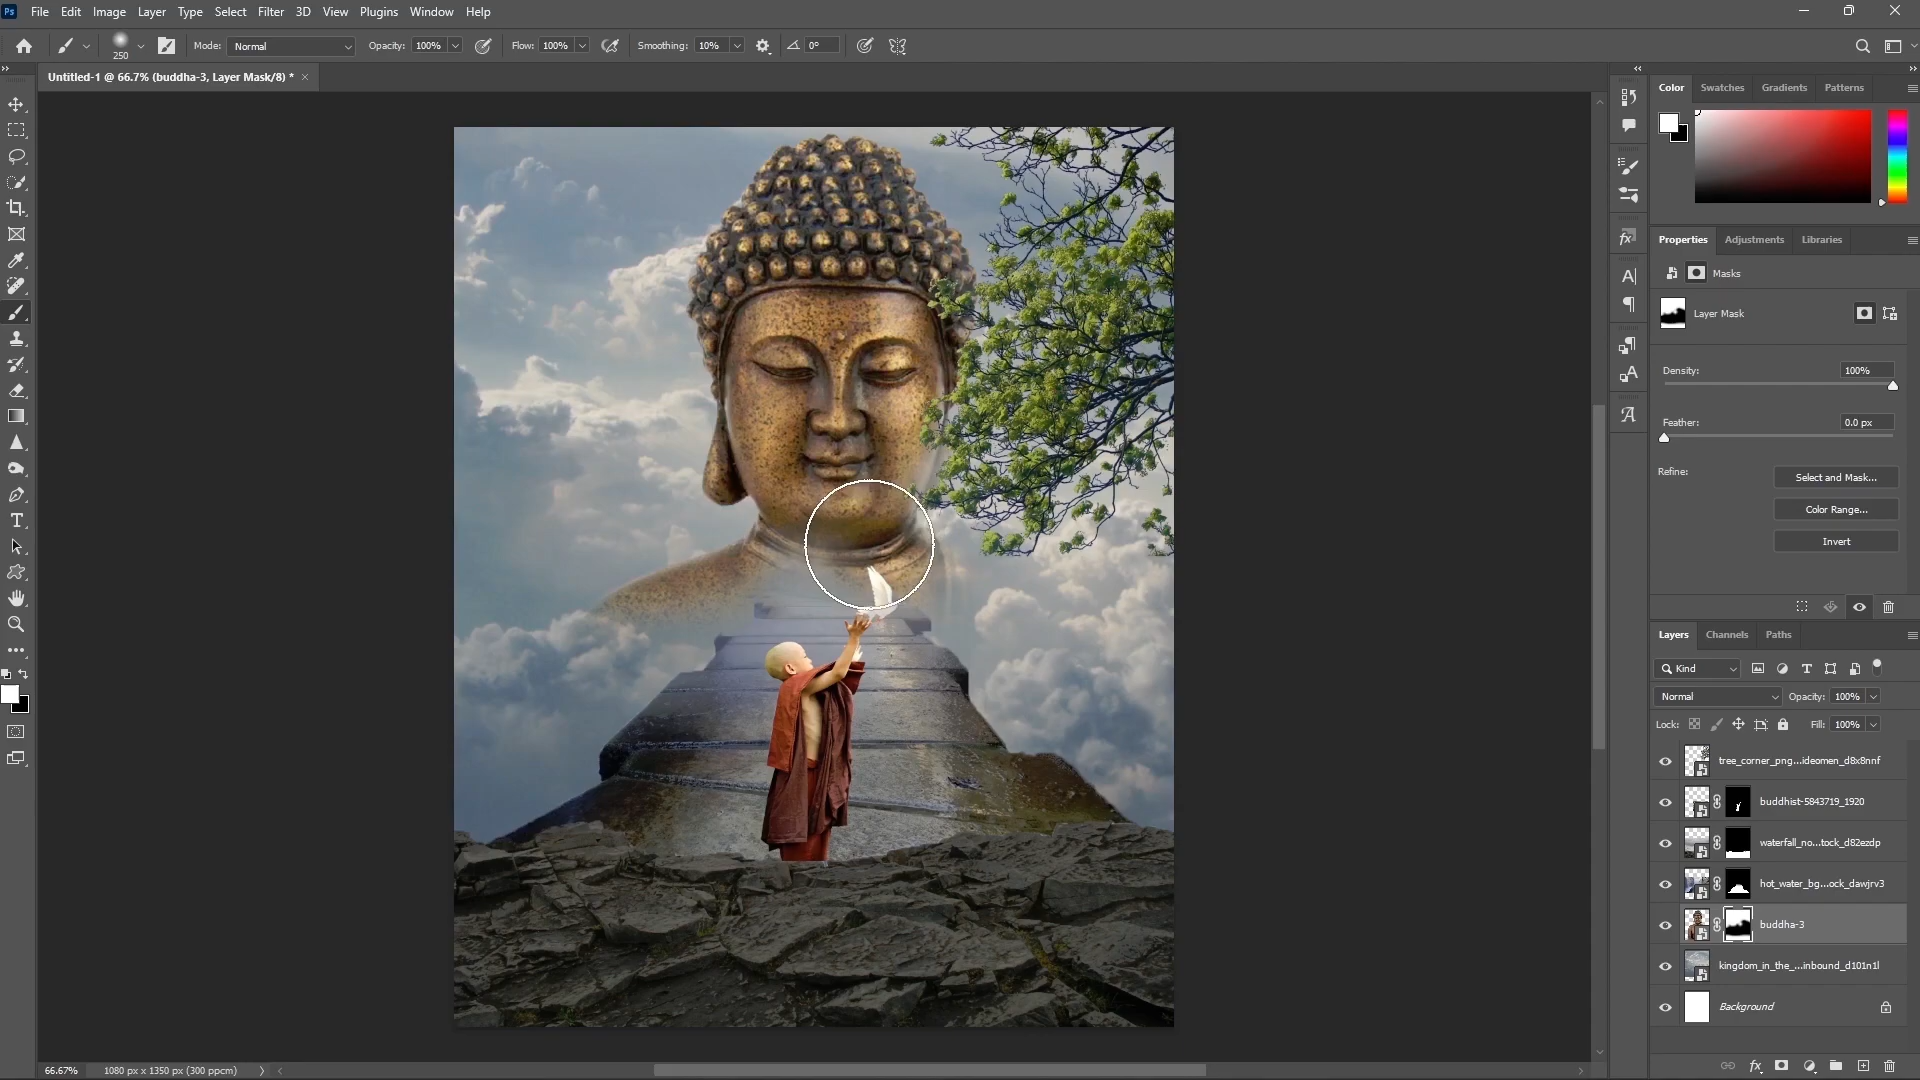 Ps File Edit Image Layer Type Select Filter 3D View Plugins Window Help
250 Mode: Normal Opacity: 100% Flow: 100% Smoothing: 10% 0°
Untitled-1 @ 66.7% (buddha-3, Layer Mask/8) *
Color Swatches Gradients Patterns
Properties Adjustments Libraries
Masks
Layer Mask
Density: 100%
Feather: 0.0 px
Refine: Select and Mask...
Color Range...
Invert
Layers Channels Paths
Kind
Normal Opacity: 100%
Lock: Fill: 100%
tree_corner_png...ideomen_d8x8nnf
buddhist-5843719_1920
waterfall_no...tock_d82ezdp
hot_water_bg...ock_dawjrv3
buddha-3
kingdom_in_the_...inbound_d101n1l
Background
66.67% 1080 px x 1350 px (300 ppcm)